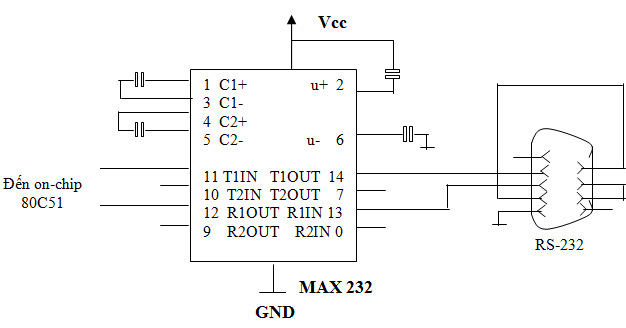 Vcc
1 C1+ u+ 2
3 C1-
4 C2+
5 C2- u- 6
11 T1IN T1OUT 14
10 T2IN T2OUT 7
12 R1OUT R1IN 13
9 R2OUT R2IN 0
Đến on-chip
80C51
RS-232
MAX 232
GND